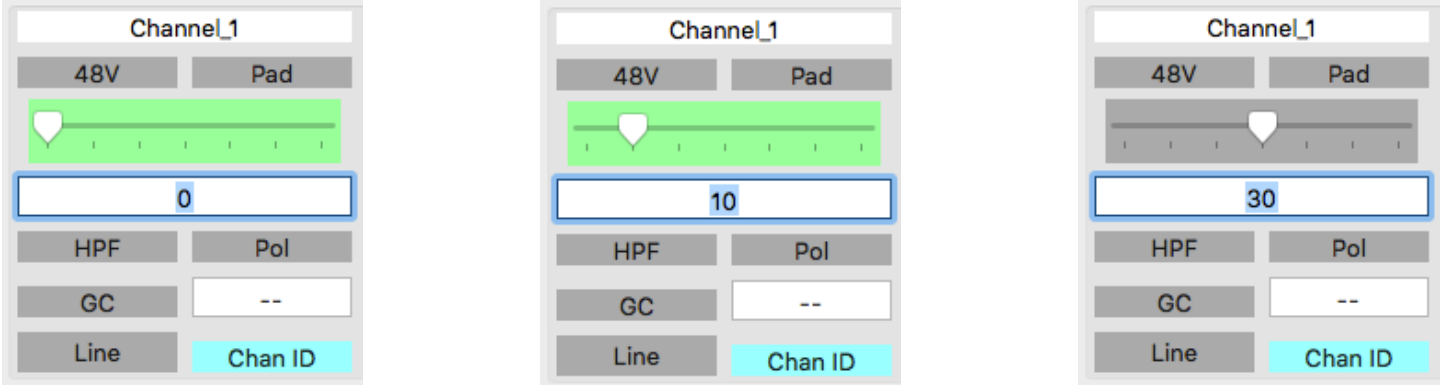 Channel_1
48V Pad
0
HPF Pol
GC --
Line Chan ID
Channel_1
48V Pad
10
HPF Pol
GC --
Line Chan ID
Channel_1
48V Pad
30
HPF Pol
GC --
Line Chan ID